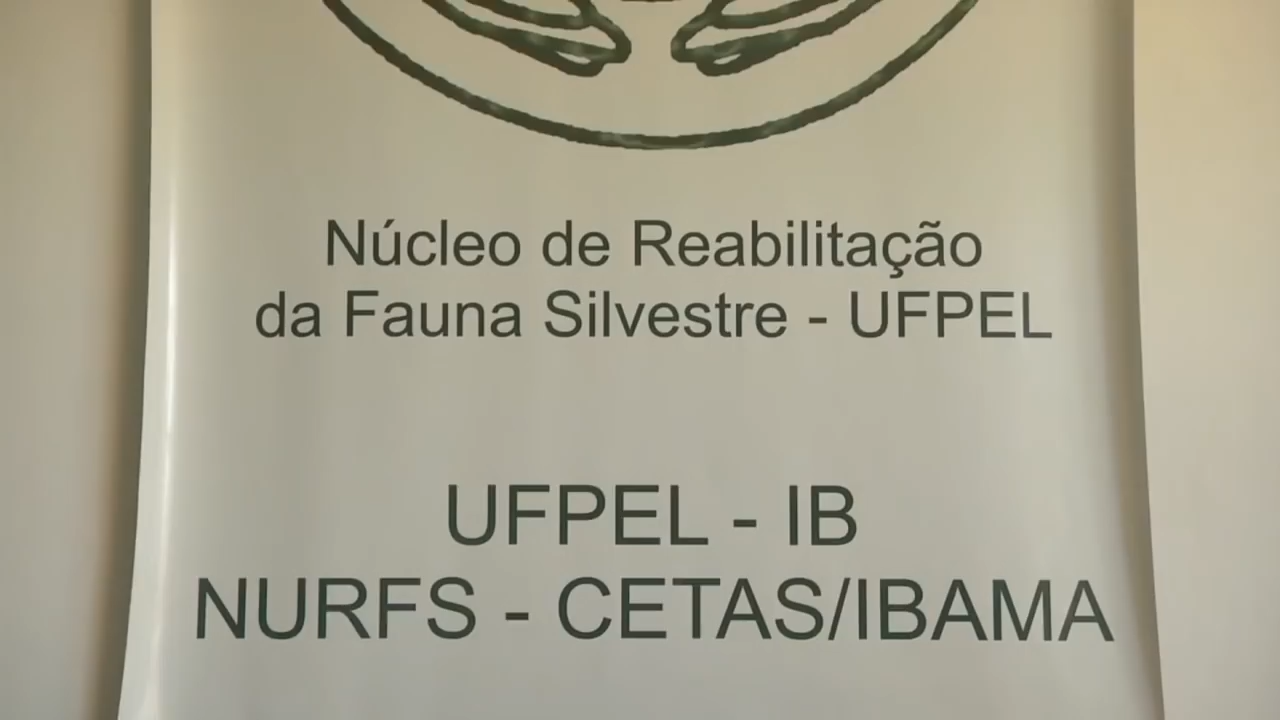 Núcleo de Reabilitação
da Fauna Silvestre - UFPEL
UFPEL - IB
NURFS - CETAS/IBAMA